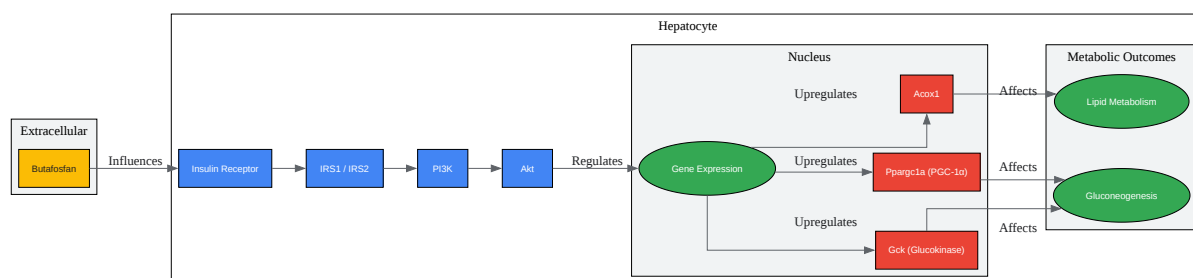 Hepatocyte
Nucleus
Metabolic Outcomes
Extracellular
Butafosfan
Influences
Insulin Receptor
IRS1 / IRS2
PI3K
Akt
Regulates
Gene Expression
Upregulates
Acox1
Affects
Lipid Metabolism
Upregulates
Ppargc1a (PGC-1α)
Affects
Gluconeogenesis
Upregulates
Gck (Glucokinase)
Affects